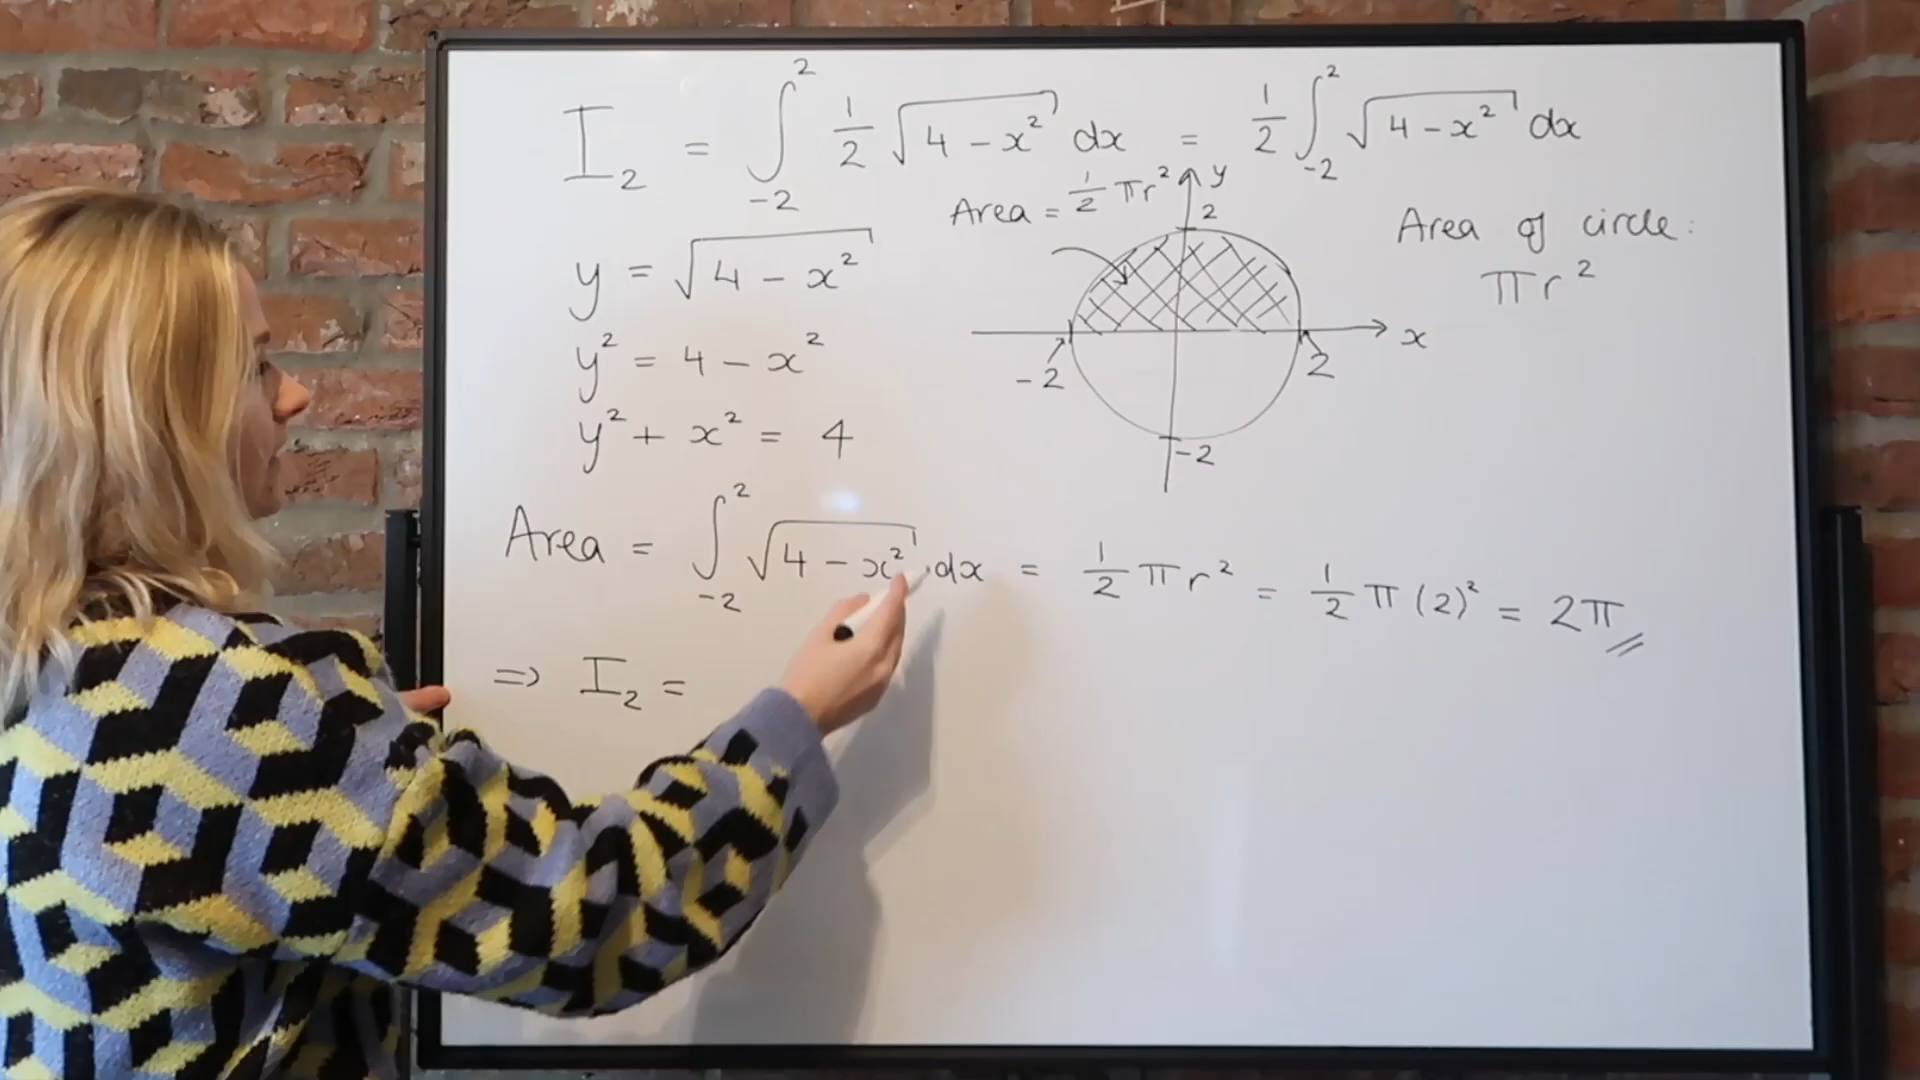 I₂ = ∫₋₂² 1/2 √(4 - x²) dx = 1/2 ∫₋₂² √(4 - x²) dx
Area = 1/2 πr²
y
2
Area of circle:
πr²
y = √(4 - x²)
x
-2
2
-2
y² = 4 - x²
y² + x² = 4
Area = ∫₋₂² √(4 - x²) dx = 1/2 πr² = 1/2 π(2)² = 2π
⇒ I₂ =